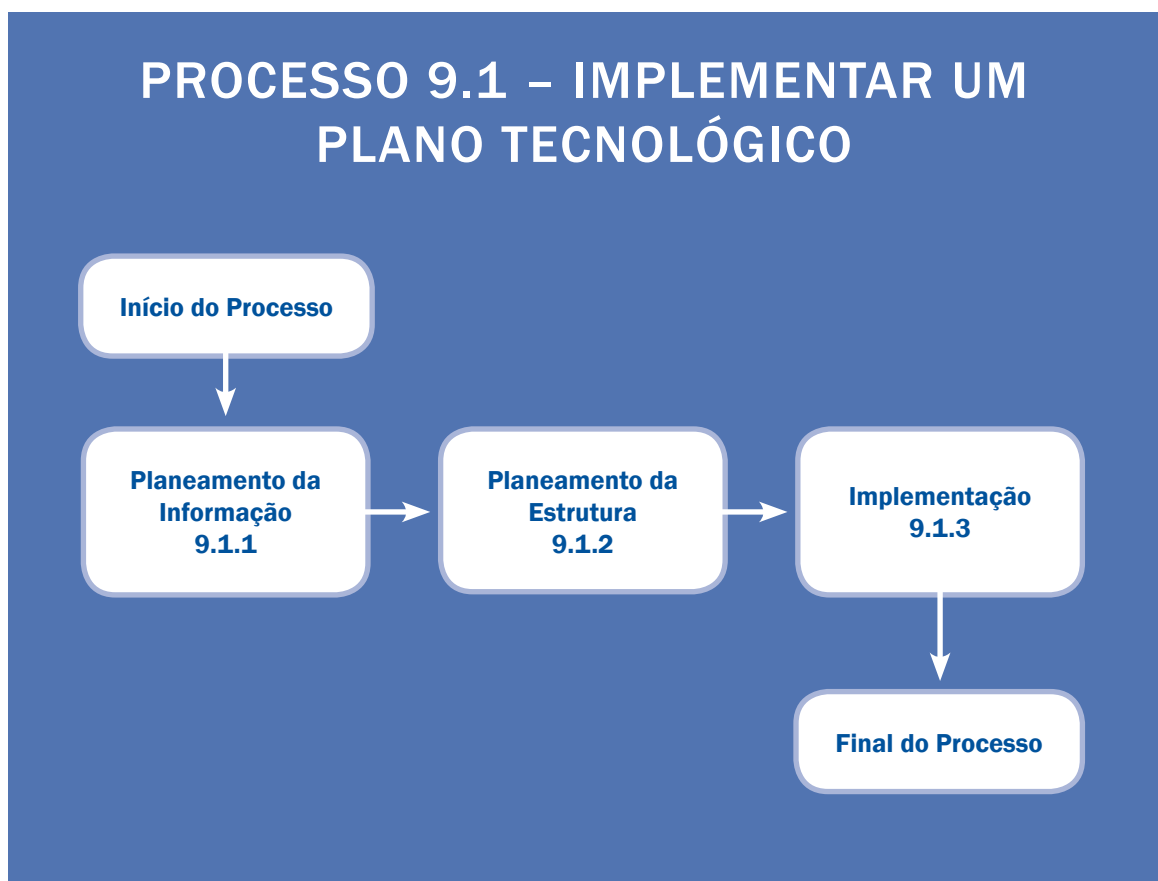 PROCESSO 9.1 – IMPLEMENTAR UM
PLANO TECNOLÓGICO
Início do Processo
Planeamento da
Informação
9.1.1
Planeamento da
Estrutura
9.1.2
Implementação
9.1.3
Final do Processo